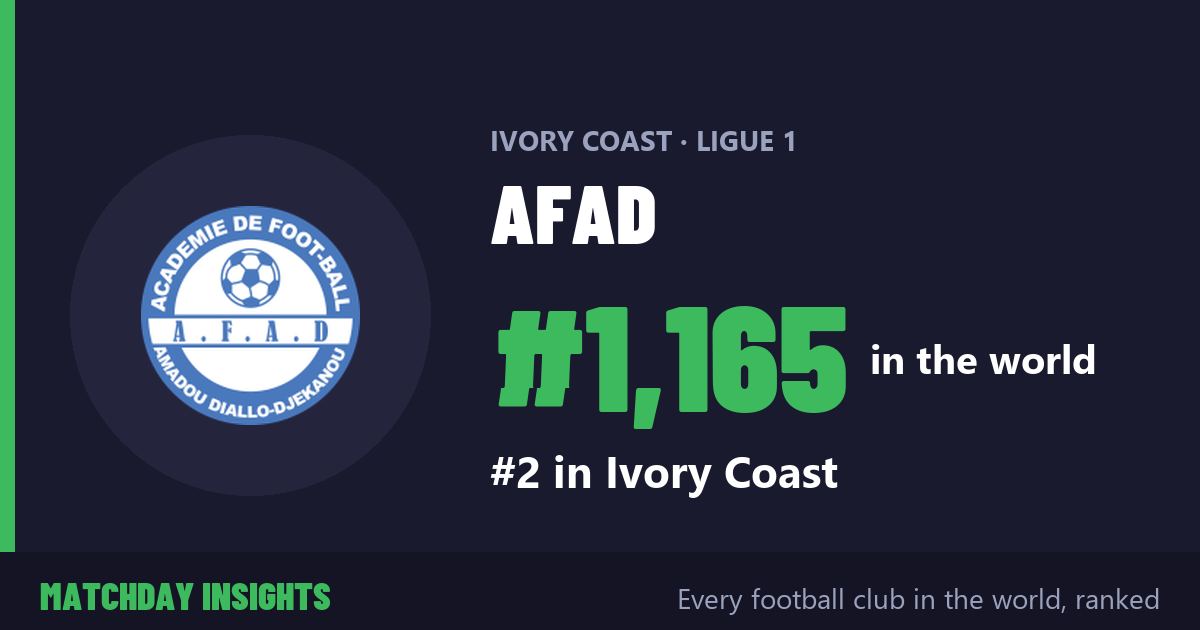 ACADEMIE DE FOOT-BALL
A.F.A.D
AMADOU DIALLO-DJEKANOU
IVORY COAST · LIGUE 1
AFAD
#1,165 in the world
#2 in Ivory Coast
MATCHDAY INSIGHTS
Every football club in the world, ranked